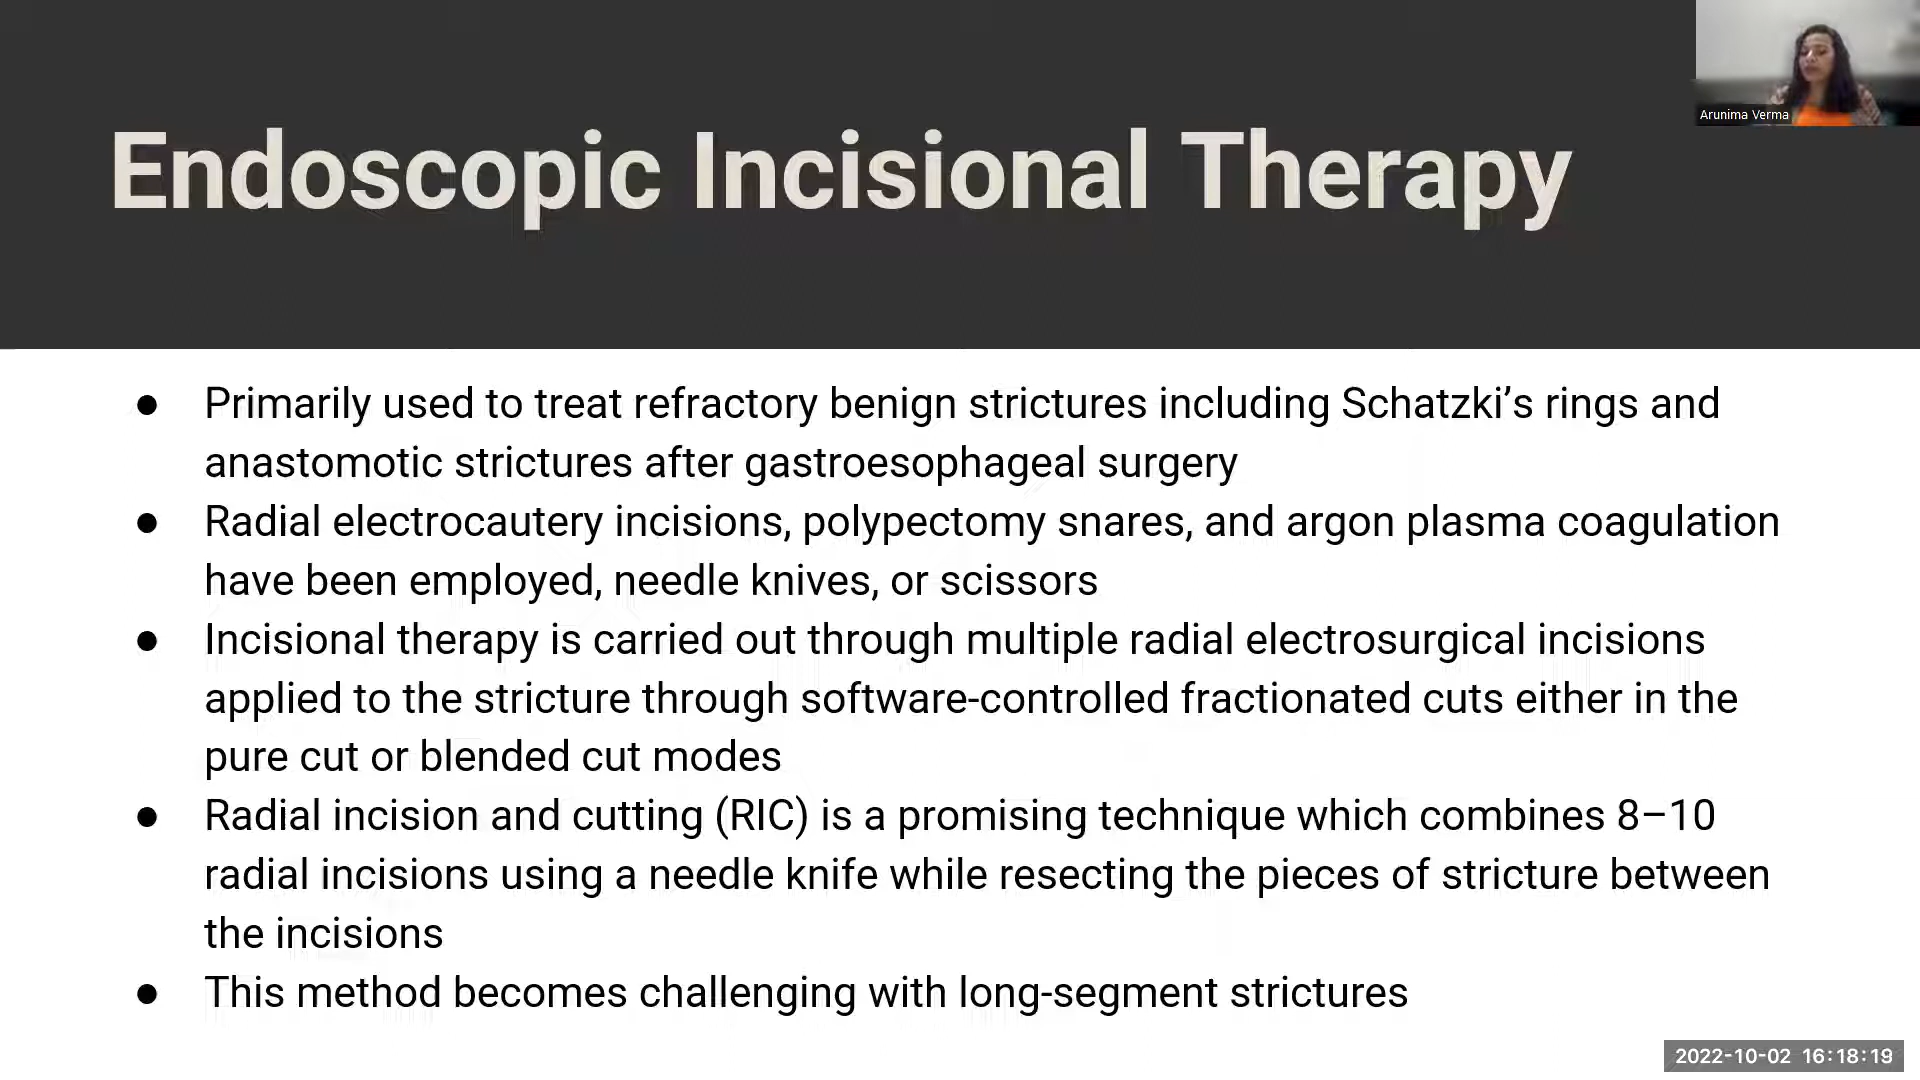 Arunima Verma
Endoscopic Incisional Therapy
● Primarily used to treat refractory benign strictures including Schatzki’s rings and
anastomotic strictures after gastroesophageal surgery
● Radial electrocautery incisions, polypectomy snares, and argon plasma coagulation
have been employed, needle knives, or scissors
● Incisional therapy is carried out through multiple radial electrosurgical incisions
applied to the stricture through software-controlled fractionated cuts either in the
pure cut or blended cut modes
● Radial incision and cutting (RIC) is a promising technique which combines 8–10
radial incisions using a needle knife while resecting the pieces of stricture between
the incisions
● This method becomes challenging with long-segment strictures
2022-10-02 16:18:19